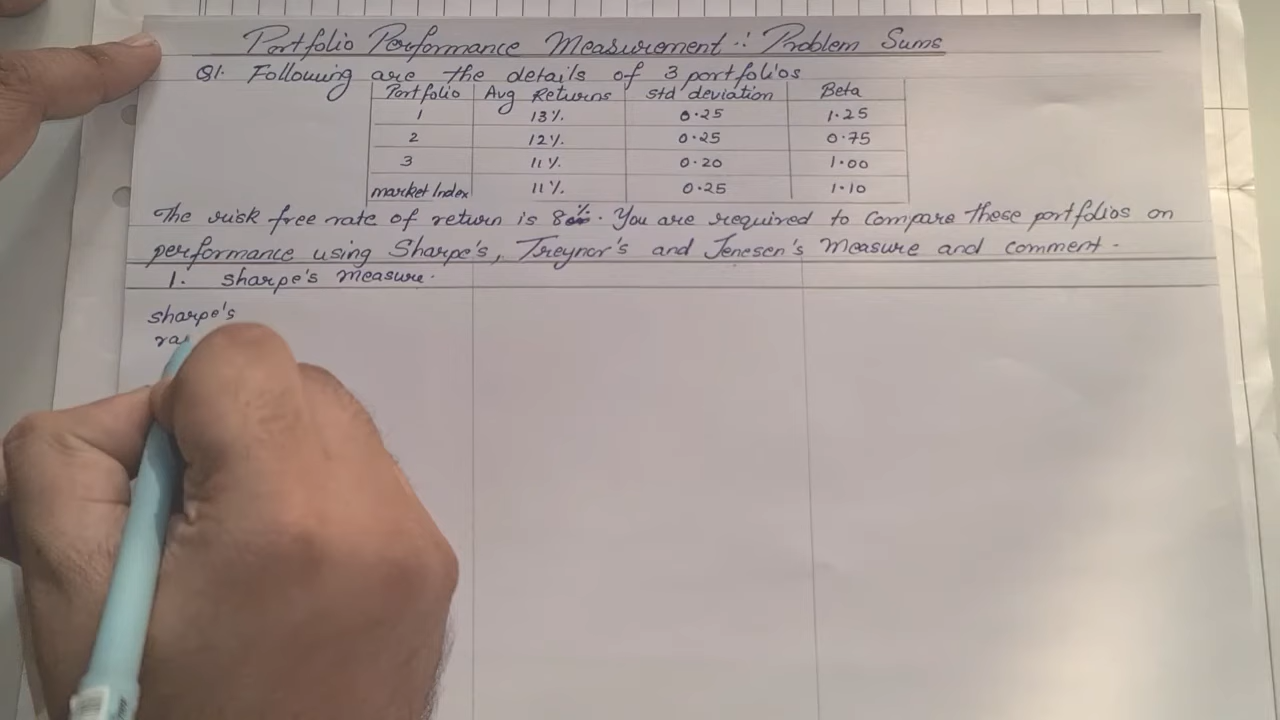 Portfolio Performance Measurement :: Problem Sums
Q1. Following are the details of 3 portfolios
Portfolio Avg Returns Std deviation Beta
1 13%. 0.25 1.25
2 12%. 0.25 0.75
3 11%. 0.20 1.00
market Index 11%. 0.25 1.10
The risk free rate of return is 8%. You are required to compare these portfolios on
performance using Sharpe's, Treynor's and Jenesen's Measure and comment.
1. Sharpe's Measure.
sharpe's
ra